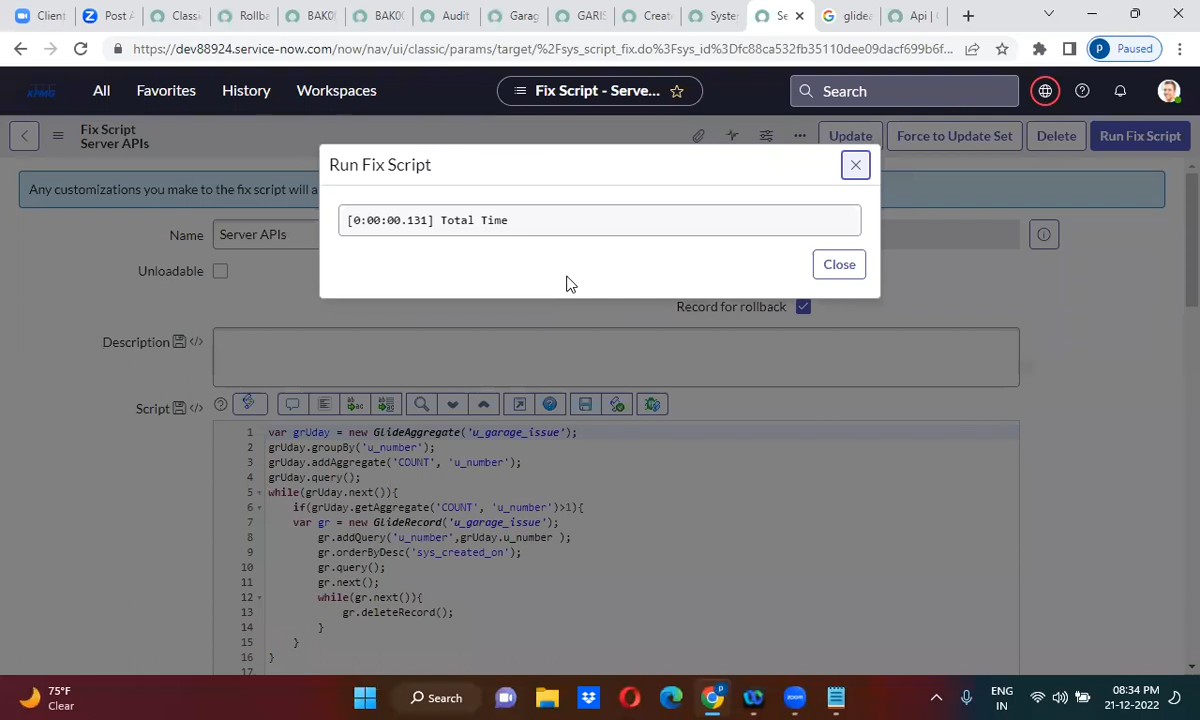 Client
Post A
Classi
Rollba
BAK0
BAK0
Audit
Garag
GARIS
Create
Syster
Se
glidea
Api | (
https://dev88924.service-now.com/now/nav/ui/classic/params/target/%2Fsys_script_fix.do%3Fsys_id%3Dfc88ca532fb35110dee09dacf699b6f...
P Paused
KPMG
All Favorites History Workspaces
Fix Script - Serve...
Search
Fix Script
Server APIs
Update Force to Update Set Delete Run Fix Script
Run Fix Script
Any customizations you make to the fix script will a
[0:00:00.131] Total Time
Name Server APIs
Close
Unloadable
Record for rollback
Description
Script
1 var grUday = new GlideAggregate('u_garage_issue');
2 grUday.groupBy('u_number');
3 grUday.addAggregate('COUNT', 'u_number');
4 grUday.query();
5 while(grUday.next()){
6 if(grUday.getAggregate('COUNT', 'u_number')>1){
7 var gr = new GlideRecord('u_garage_issue');
8 gr.addQuery('u_number',grUday.u_number );
9 gr.orderByDesc('sys_created_on');
10 gr.query();
11 gr.next();
12 while(gr.next()){
13 gr.deleteRecord();
14 }
15 }
16 }
17
75°F
Clear
Search
ENG
IN
08:34 PM
21-12-2022